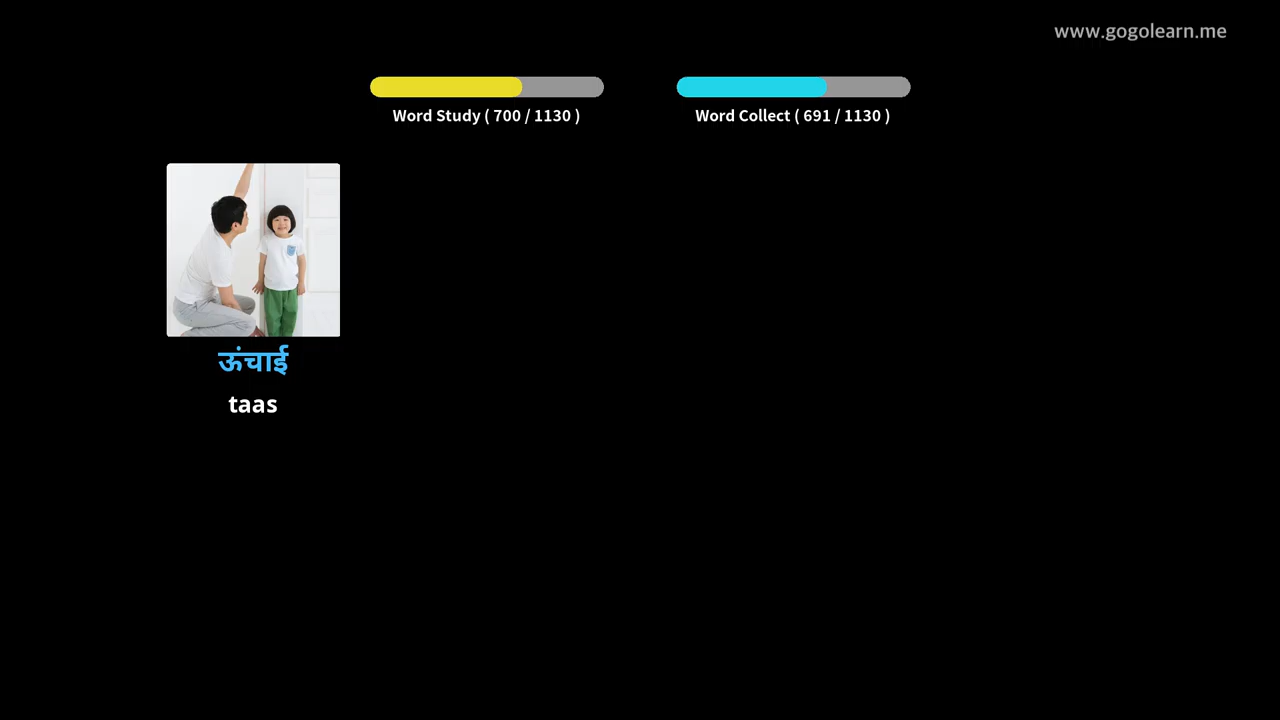 www.gogolearn.me
Word Study ( 700 / 1130 )
Word Collect ( 691 / 1130 )
ऊंचाई
taas